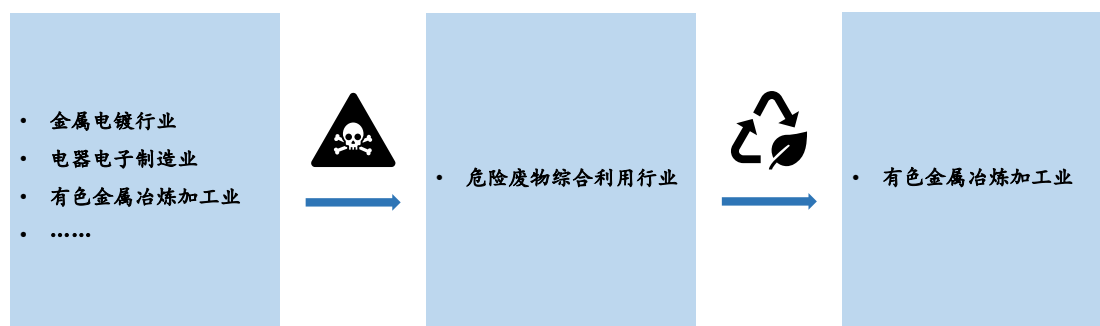 • 金属电镀行业
• 电器电子制造业
• 有色金属冶炼加工业
• ……
• 危险废物综合利用行业
• 有色金属冶炼加工业